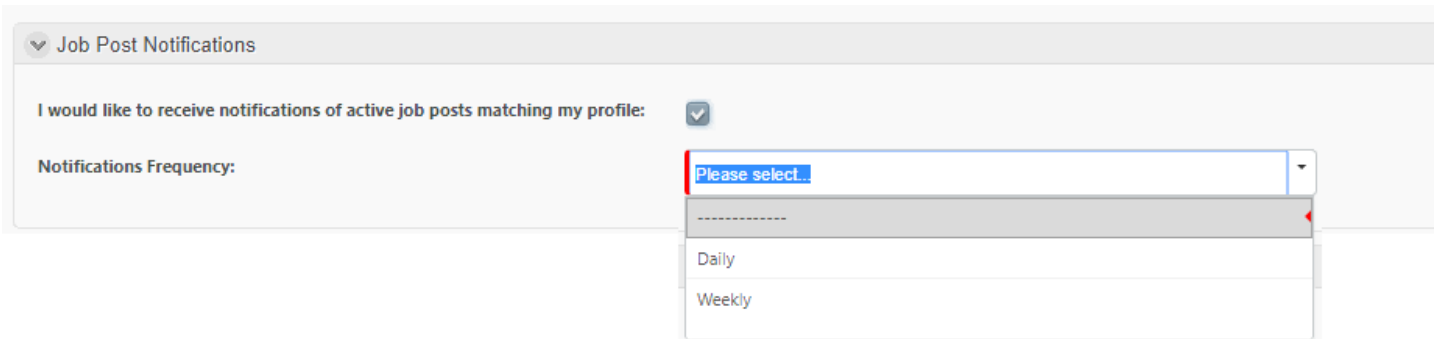 Job Post Notifications
I would like to receive notifications of active job posts matching my profile:
Notifications Frequency:
Please select...
-------------
Daily
Weekly